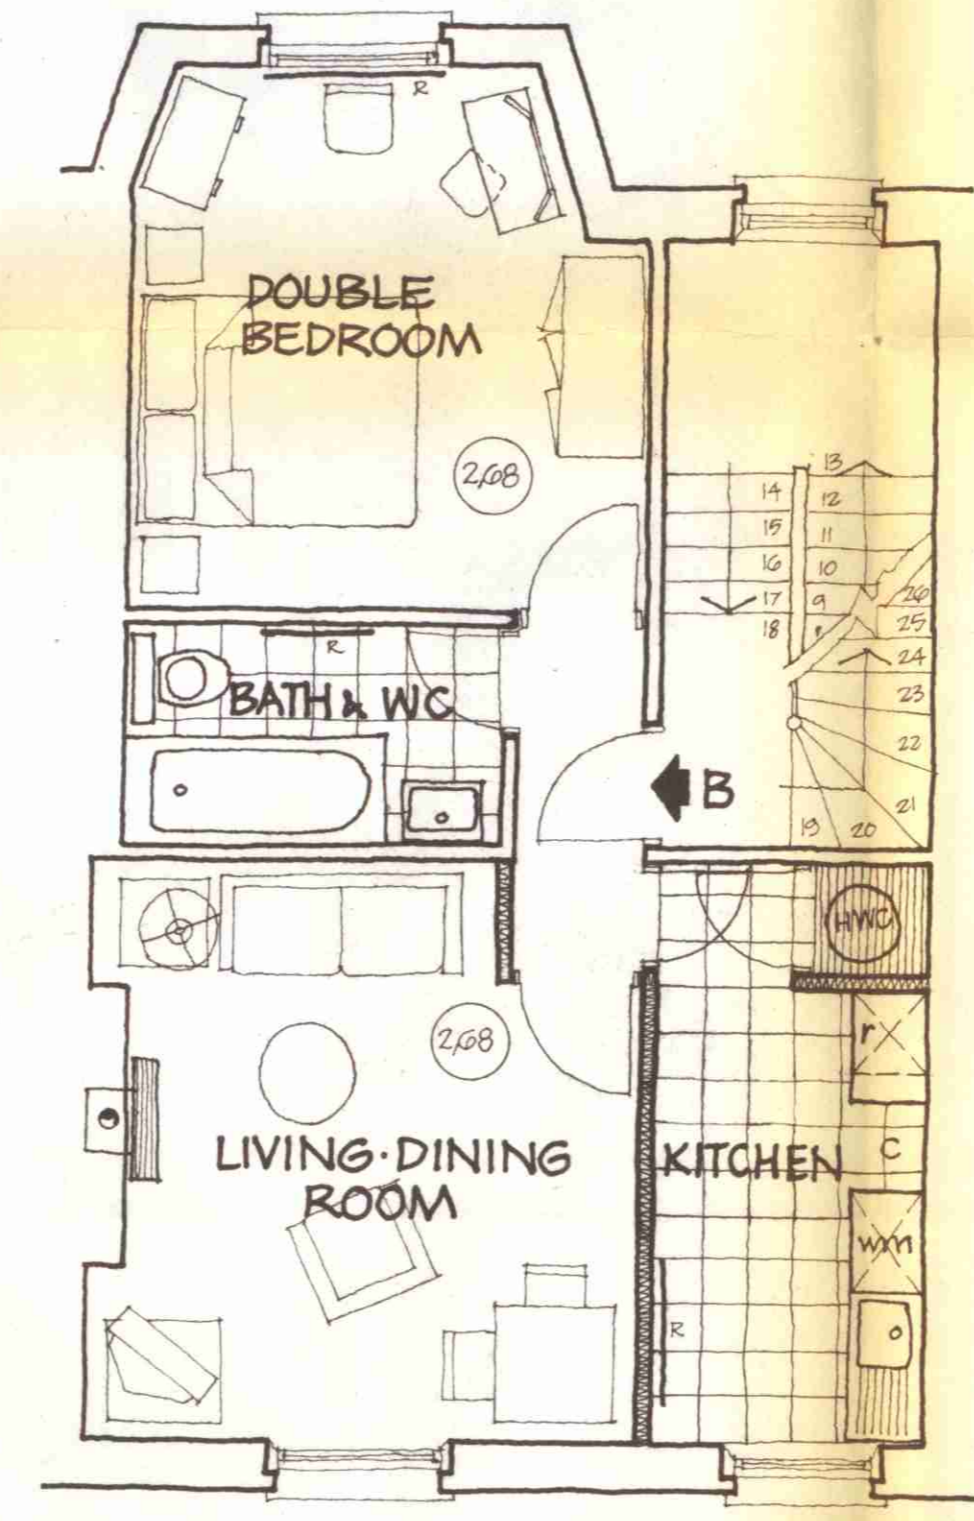 R
DOUBLE
BEDROOM
2,68
13
14 12
15 11
16 10
17 9 26
18 8 25
24
R
BATH & WC
23
22
B
21
19 20
HWC
2,68
r
LIVING·DINING
ROOM
KITCHEN
C
wm
R